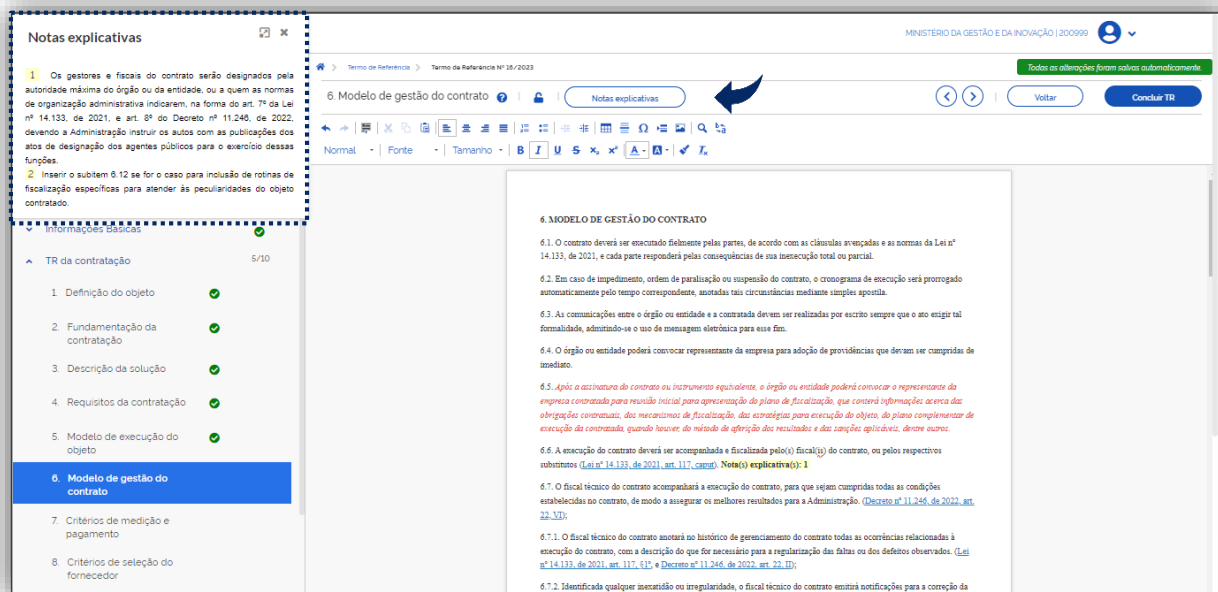 Notas explicativas
1 Os gestores e fiscais do contrato serão designados pela
autoridade máxima do órgão ou da entidade, ou a quem as normas
de organização administrativa indicarem, na forma do art. 7º da Lei
nº 14.133, de 2021, e art. 8º do Decreto nº 11.246, de 2022,
devendo a Administração instruir os autos com as publicações dos
atos de designação dos agentes públicos para o exercício dessas
funções.
2 Inserir o subitem 6.12 se for o caso para inclusão de rotinas de
fiscalização específicas para atender às peculiaridades do objeto
contratado.
Informações Básicas
TR da contratação 5/10
1. Definição do objeto
2. Fundamentação da
contratação
3. Descrição da solução
4. Requisitos da contratação
5. Modelo de execução do
objeto
6. Modelo de gestão do
contrato
7. Critérios de medição e
pagamento
8. Critérios de seleção do
fornecedor
MINISTÉRIO DA GESTÃO E DA INOVAÇÃO | 200999
Termo de Referência > Termo de Referência Nº 16/2023
Todas as alterações foram salvas automaticamente.
6. Modelo de gestão do contrato
Notas explicativas
Voltar
Concluir TR
Normal Fonte Tamanho B I U S x₂ x² A A Tx
6. MODELO DE GESTÃO DO CONTRATO
6.1. O contrato deverá ser executado fielmente pelas partes, de acordo com as cláusulas avençadas e as normas da Lei nº
14.133, de 2021, e cada parte responderá pelas consequências de sua inexecução total ou parcial.
6.2. Em caso de impedimento, ordem de paralisação ou suspensão do contrato, o cronograma de execução será prorrogado
automaticamente pelo tempo correspondente, anotadas tais circunstâncias mediante simples apostila.
6.3. As comunicações entre o órgão ou entidade e a contratada devem ser realizadas por escrito sempre que o ato exigir tal
formalidade, admitindo-se o uso de mensagem eletrônica para esse fim.
6.4. O órgão ou entidade poderá convocar representante da empresa para adoção de providências que devam ser cumpridas de
imediato.
6.5. Após a assinatura do contrato ou instrumento equivalente, o órgão ou entidade poderá convocar o representante da
empresa contratada para reunião inicial para apresentação do plano de fiscalização, que conterá informações acerca das
obrigações contratuais, dos mecanismos de fiscalização, das estratégias para execução do objeto, do plano complementar de
execução da contratada, quando houver, do método de aferição dos resultados e das sanções aplicáveis, dentre outros.
6.6. A execução do contrato deverá ser acompanhada e fiscalizada pelo(s) fiscal(is) do contrato, ou pelos respectivos
substitutos (Lei nº 14.133, de 2021, art. 117, caput). Nota(s) explicativa(s): 1
6.7. O fiscal técnico do contrato acompanhará a execução do contrato, para que sejam cumpridas todas as condições
estabelecidas no contrato, de modo a assegurar os melhores resultados para a Administração. (Decreto nº 11.246, de 2022, art.
22, VI);
6.7.1. O fiscal técnico do contrato anotará no histórico de gerenciamento do contrato todas as ocorrências relacionadas à
execução do contrato, com a descrição do que for necessário para a regularização das faltas ou dos defeitos observados. (Lei
nº 14.133, de 2021, art. 117, §1º, e Decreto nº 11.246, de 2022, art. 22, II);
6.7.2. Identificada qualquer inexatidão ou irregularidade, o fiscal técnico do contrato emitirá notificações para a correção da